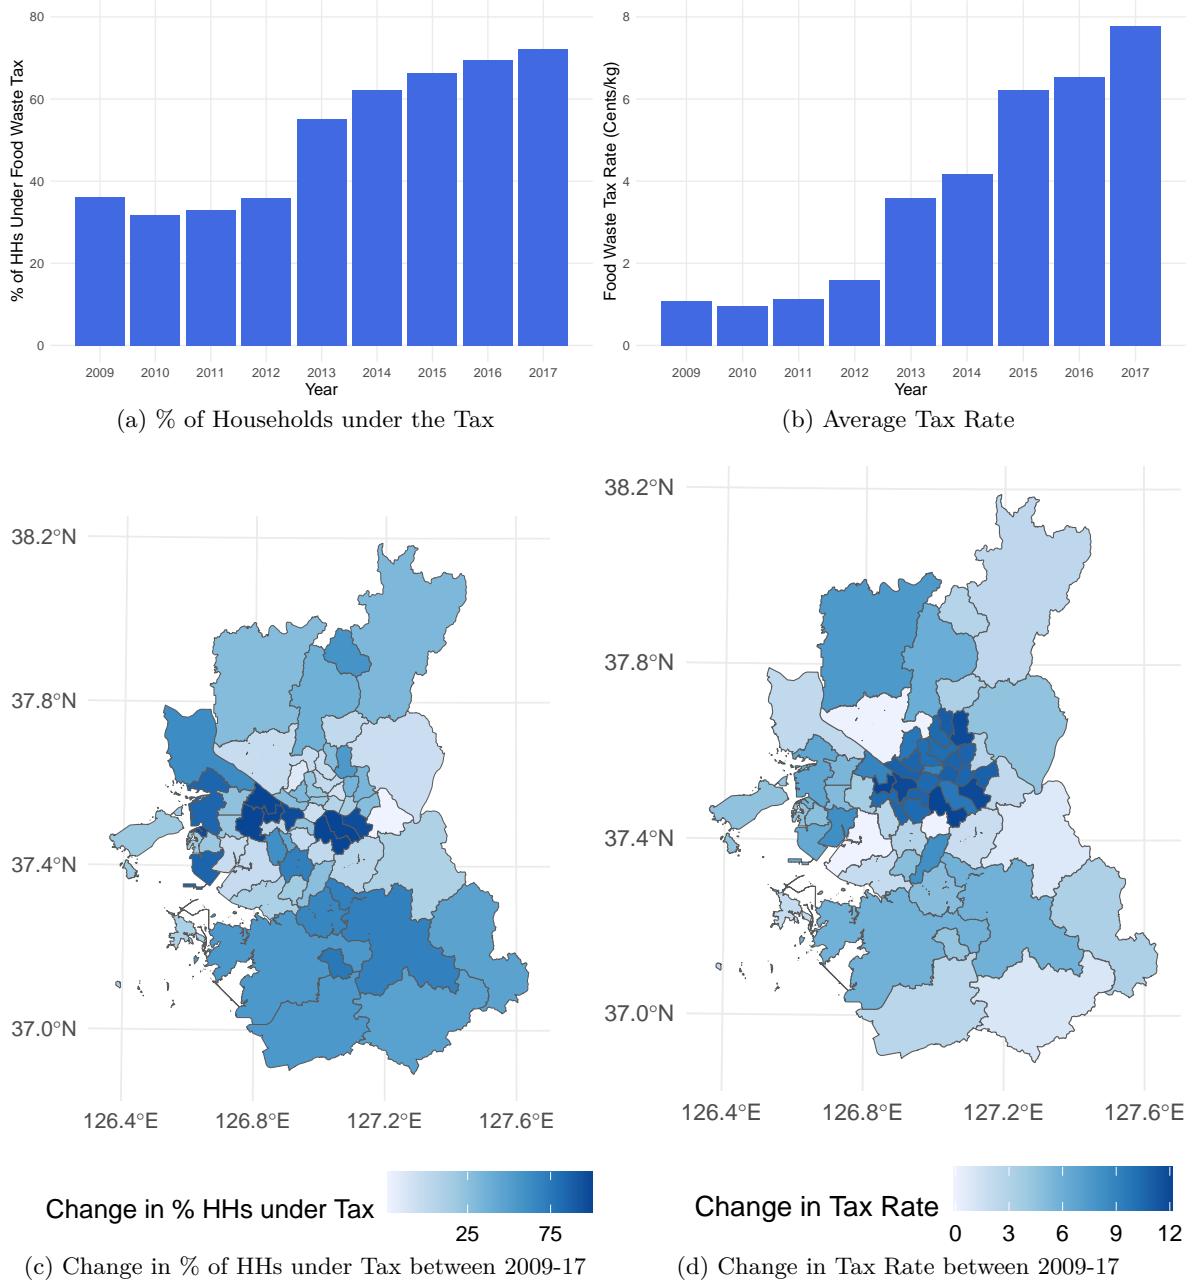 % of HHs Under Food Waste Tax
80
60
40
20
0
2009 2010 2011 2012 2013 2014 2015 2016 2017
Year
(a) % of Households under the Tax
Food Waste Tax Rate (Cents/kg)
8
6
4
2
0
2009 2010 2011 2012 2013 2014 2015 2016 2017
Year
(b) Average Tax Rate
38.2°N
37.8°N
37.4°N
37.0°N
126.4°E 126.8°E 127.2°E 127.6°E
Change in % HHs under Tax
25 75
(c) Change in % of HHs under Tax between 2009-17
38.2°N
37.8°N
37.4°N
37.0°N
126.4°E 126.8°E 127.2°E 127.6°E
Change in Tax Rate
0 3 6 9 12
(d) Change in Tax Rate between 2009-17